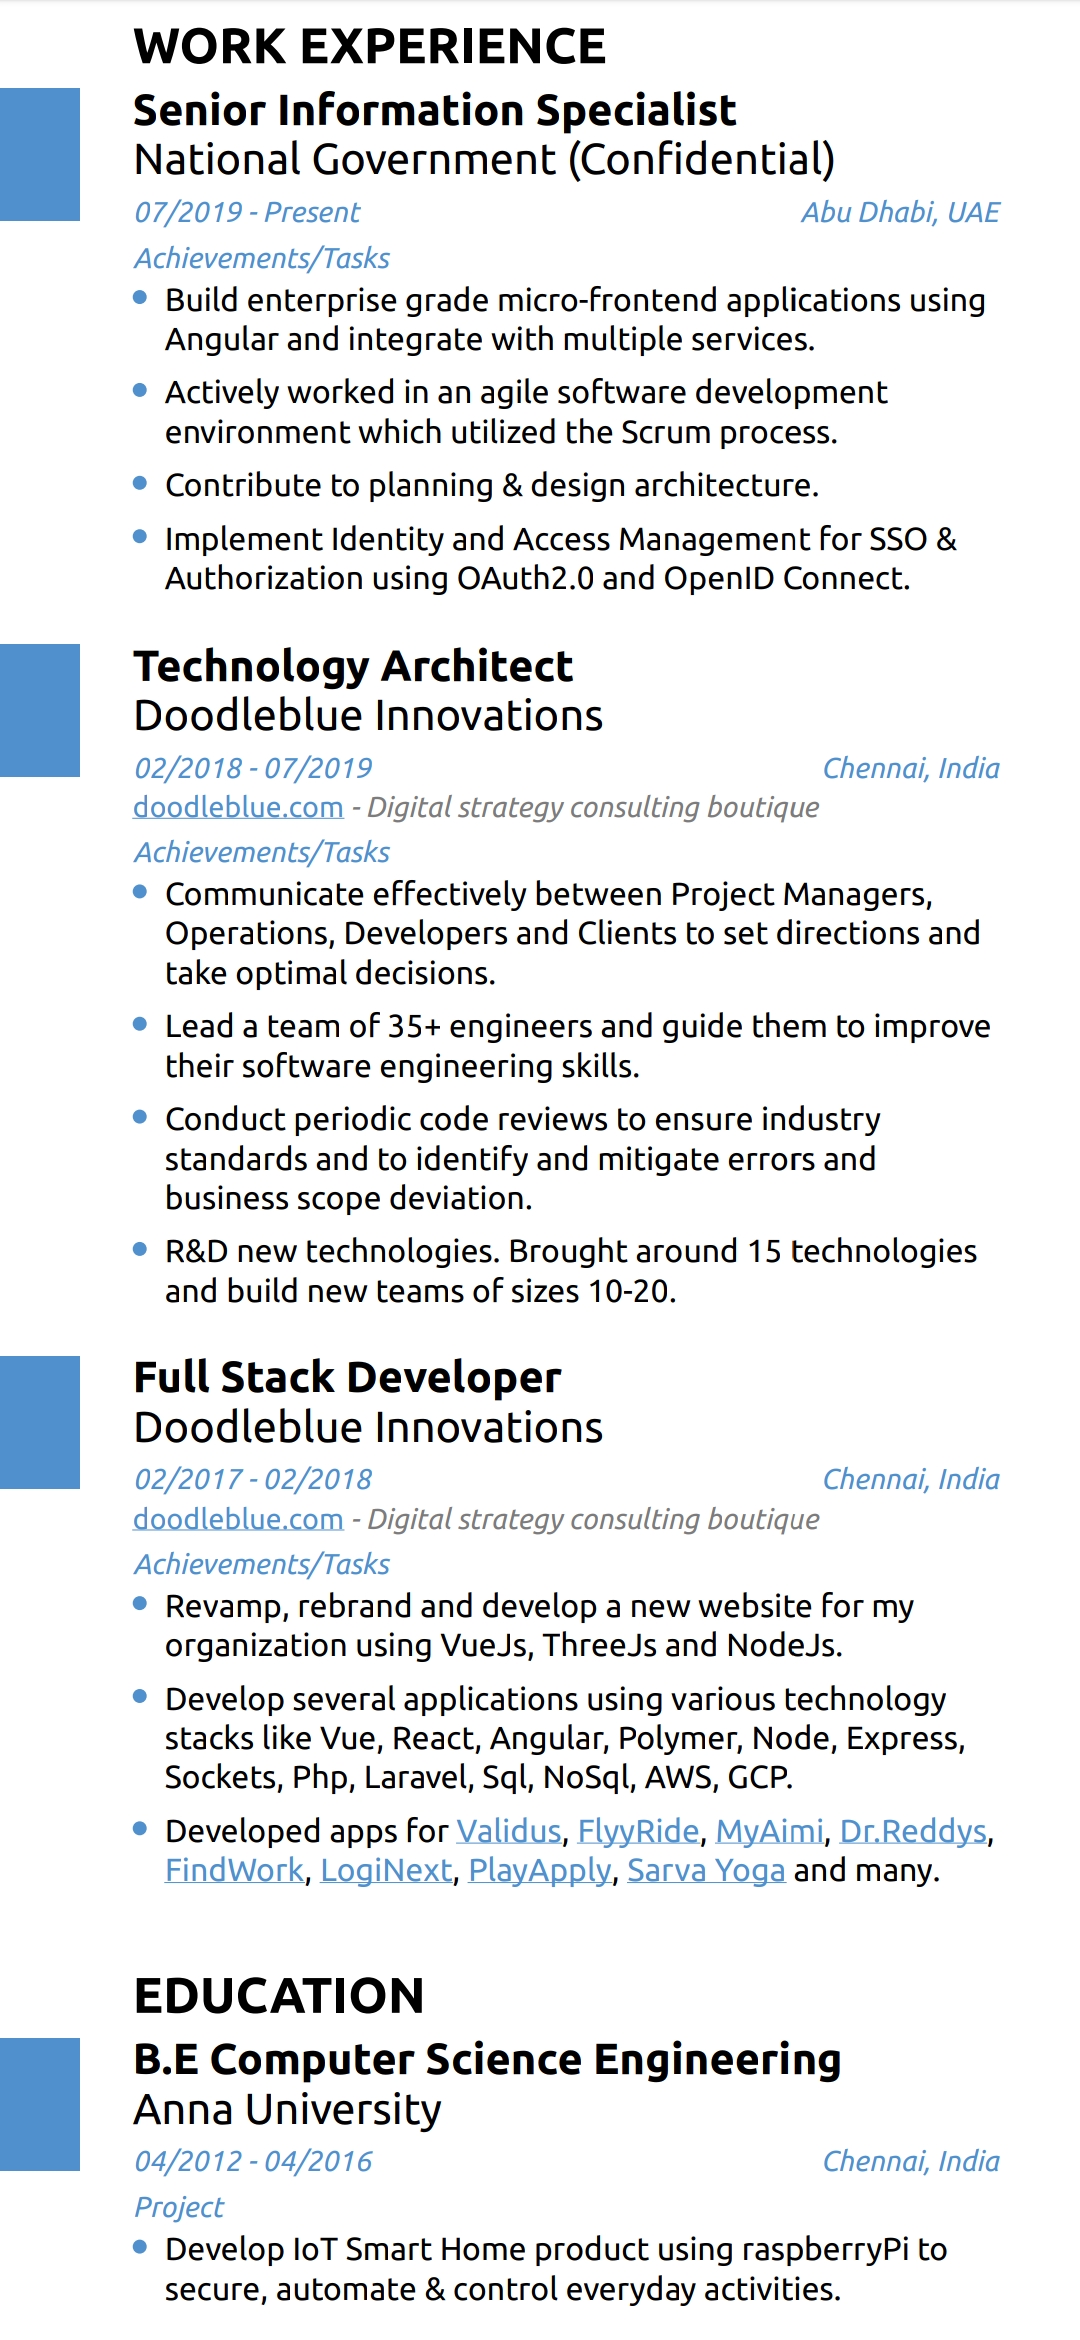 WORK EXPERIENCE
Senior Information Specialist
National Government (Confidential)
07/2019 - Present Abu Dhabi, UAE
Achievements/Tasks
Build enterprise grade micro-frontend applications using
Angular and integrate with multiple services.
Actively worked in an agile software development
environment which utilized the Scrum process.
Contribute to planning & design architecture.
Implement Identity and Access Management for SSO &
Authorization using OAuth2.0 and OpenID Connect.
Technology Architect
Doodleblue Innovations
02/2018 - 07/2019 Chennai, India
doodleblue.com - Digital strategy consulting boutique
Achievements/Tasks
Communicate effectively between Project Managers,
Operations, Developers and Clients to set directions and
take optimal decisions.
Lead a team of 35+ engineers and guide them to improve
their software engineering skills.
Conduct periodic code reviews to ensure industry
standards and to identify and mitigate errors and
business scope deviation.
R&D new technologies. Brought around 15 technologies
and build new teams of sizes 10-20.
Full Stack Developer
Doodleblue Innovations
02/2017 - 02/2018 Chennai, India
doodleblue.com - Digital strategy consulting boutique
Achievements/Tasks
Revamp, rebrand and develop a new website for my
organization using VueJs, ThreeJs and NodeJs.
Develop several applications using various technology
stacks like Vue, React, Angular, Polymer, Node, Express,
Sockets, Php, Laravel, Sql, NoSql, AWS, GCP.
Developed apps for Validus, FlyyRide, MyAimi, Dr.Reddys,
FindWork, LogiNext, PlayApply, Sarva Yoga and many.
EDUCATION
B.E Computer Science Engineering
Anna University
04/2012 - 04/2016 Chennai, India
Project
Develop IoT Smart Home product using raspberryPi to
secure, automate & control everyday activities.